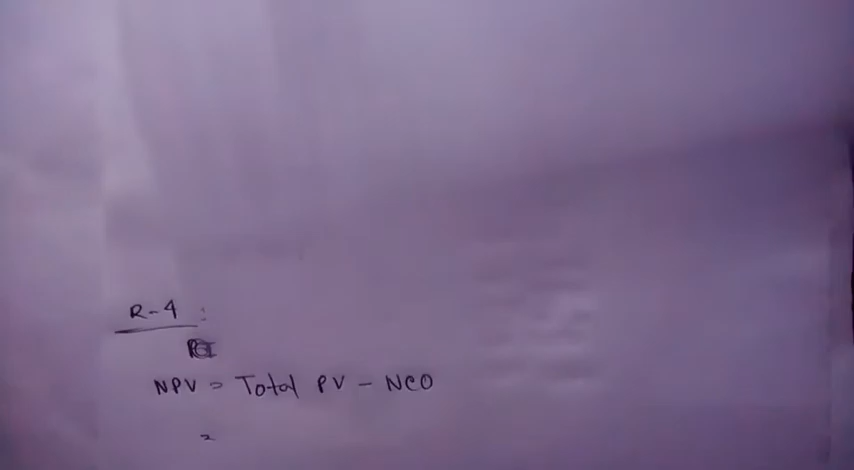 R-4 :
NPV = Total PV - NCO
=